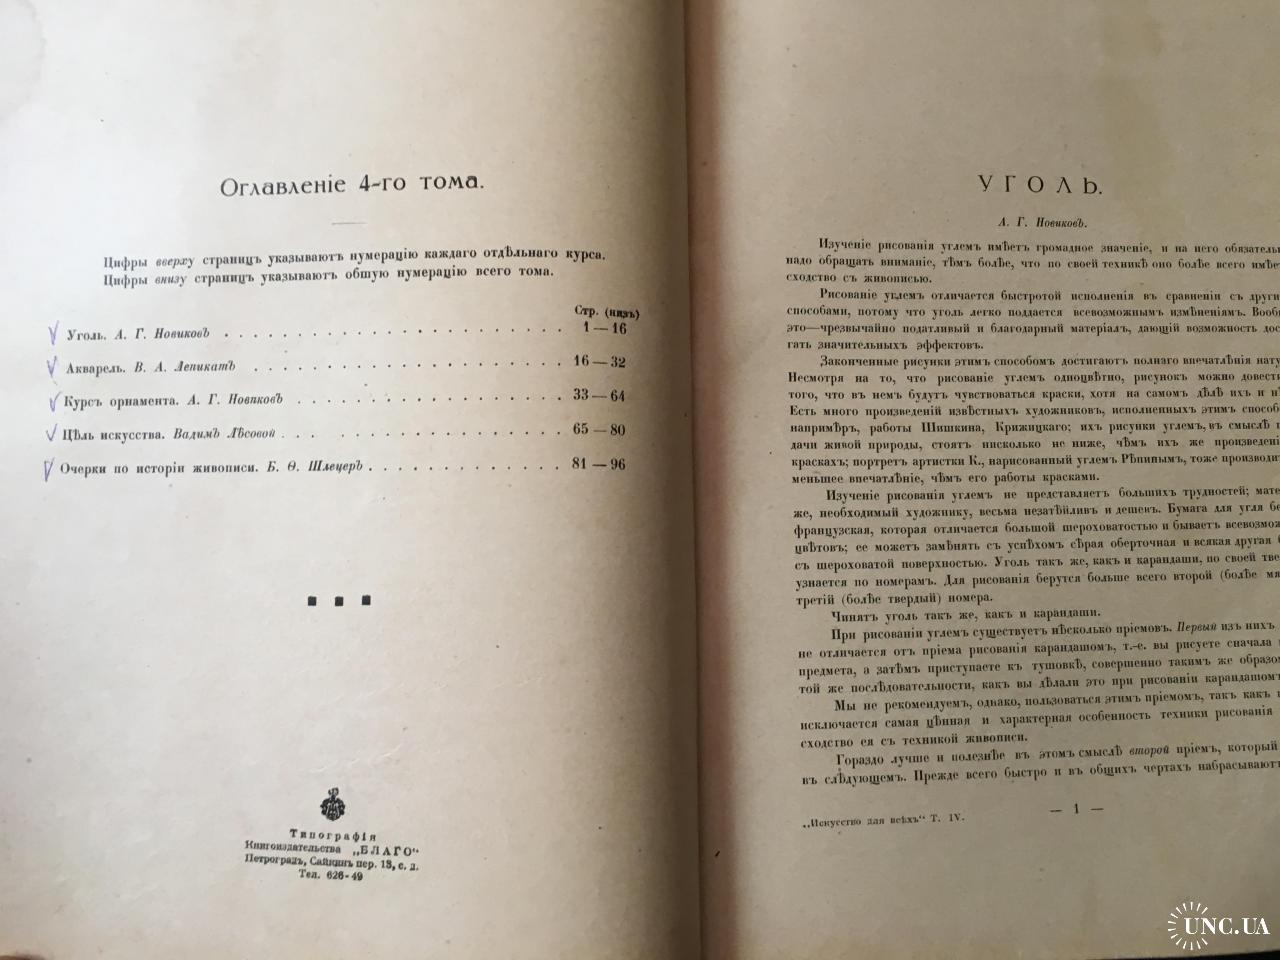 Оглавленіе 4-го тома.
Цифры вверху страницъ указываютъ нумерацію каждаго отдѣльнаго курса.
Цифры внизу страницъ указываютъ общую нумерацію всего тома.
Стр. (низъ)
Уголь. А. Г. Новиковъ 1—16
Акварель. В. А. Лепикатъ 16—32
Курсъ орнамента. А. Г. Новиковъ 33—64
Цѣль искусства. Вадимъ Лѣсовой 65—80
Очерки по исторіи живописи. Б. Ѳ. Шлецеръ 81—96
Типографія
Книгоиздательства „БЛАГО“
Петроградъ, Сайкинъ пер. 13, с. д.
Тел. 626-49
УГОЛЬ.
А. Г. Новиковъ.
Изученіе рисованія углемъ имѣетъ громадное значеніе, и на него обязательн
надо обращать вниманіе, тѣмъ болѣе, что по своей техникѣ оно болѣе всего имѣе
сходство съ живописью.
Рисованіе углемъ отличается быстротой исполненія въ сравненіи съ други
способами, потому что уголь легко поддается всевозможнымъ измѣненіямъ. Вообщ
это—чрезвычайно податливый и благодарный матеріалъ, дающій возможность дос
гать значительныхъ эффектовъ.
Законченные рисунки этимъ способомъ достигаютъ полнаго впечатлѣнія нату
Несмотря на то, что рисованіе углемъ одноцвѣтно, рисунокъ можно довест
того, что въ немъ будутъ чувствоваться краски, хотя на самомъ дѣлѣ ихъ и нѣ
Есть много произведеній извѣстныхъ художниковъ, исполненныхъ этимъ способо
напримѣръ, работы Шишкина, Крижицкаго; ихъ рисунки углемъ, въ смыслѣ п
дачи живой природы, стоятъ нисколько не ниже, чѣмъ ихъ же произведені
краскахъ; портретъ артистки К., нарисованный углемъ Рѣпинымъ, тоже производит
меньшее впечатлѣніе, чѣмъ его работы красками.
Изученіе рисованія углемъ не представляетъ большихъ трудностей; мате
же, необходимый художнику, весьма незатѣйливъ и дешевъ. Бумага для угля бе
французская, которая отличается большой шероховатостью и бываетъ всевозмож
цвѣтовъ; ее можетъ замѣнять съ успѣхомъ сѣрая оберточная и всякая другая б
съ шероховатой поверхностью. Уголь такъ же, какъ и карандаши, по своей твер
узнается по номерамъ. Для рисованія берутся больше всего второй (болѣе мя
третій (болѣе твердый) номера.
Чинятъ уголь такъ же, какъ и карандаши.
При рисованіи углемъ существуетъ нѣсколько пріемовъ. Первый изъ нихъ
не отличается отъ пріема рисованія карандашомъ, т.-е. вы рисуете сначала
предмета, а затѣмъ приступаете къ тушовкѣ, совершенно такимъ же образом
той же послѣдовательности, какъ вы дѣлали это при рисованіи карандашом
Мы не рекомендуемъ, однако, пользоваться этимъ пріемомъ, такъ какъ п
исключается самая цѣнная и характерная особенность техники рисованія
сходство ея съ техникой живописи.
Гораздо лучше и полезнѣе въ этомъ смыслѣ второй пріемъ, который
въ слѣдующемъ. Прежде всего быстро и въ общихъ чертахъ набрасываютъ
„Искусство для всѣхъ“ Т. IV.
— 1 —
UNC.UA